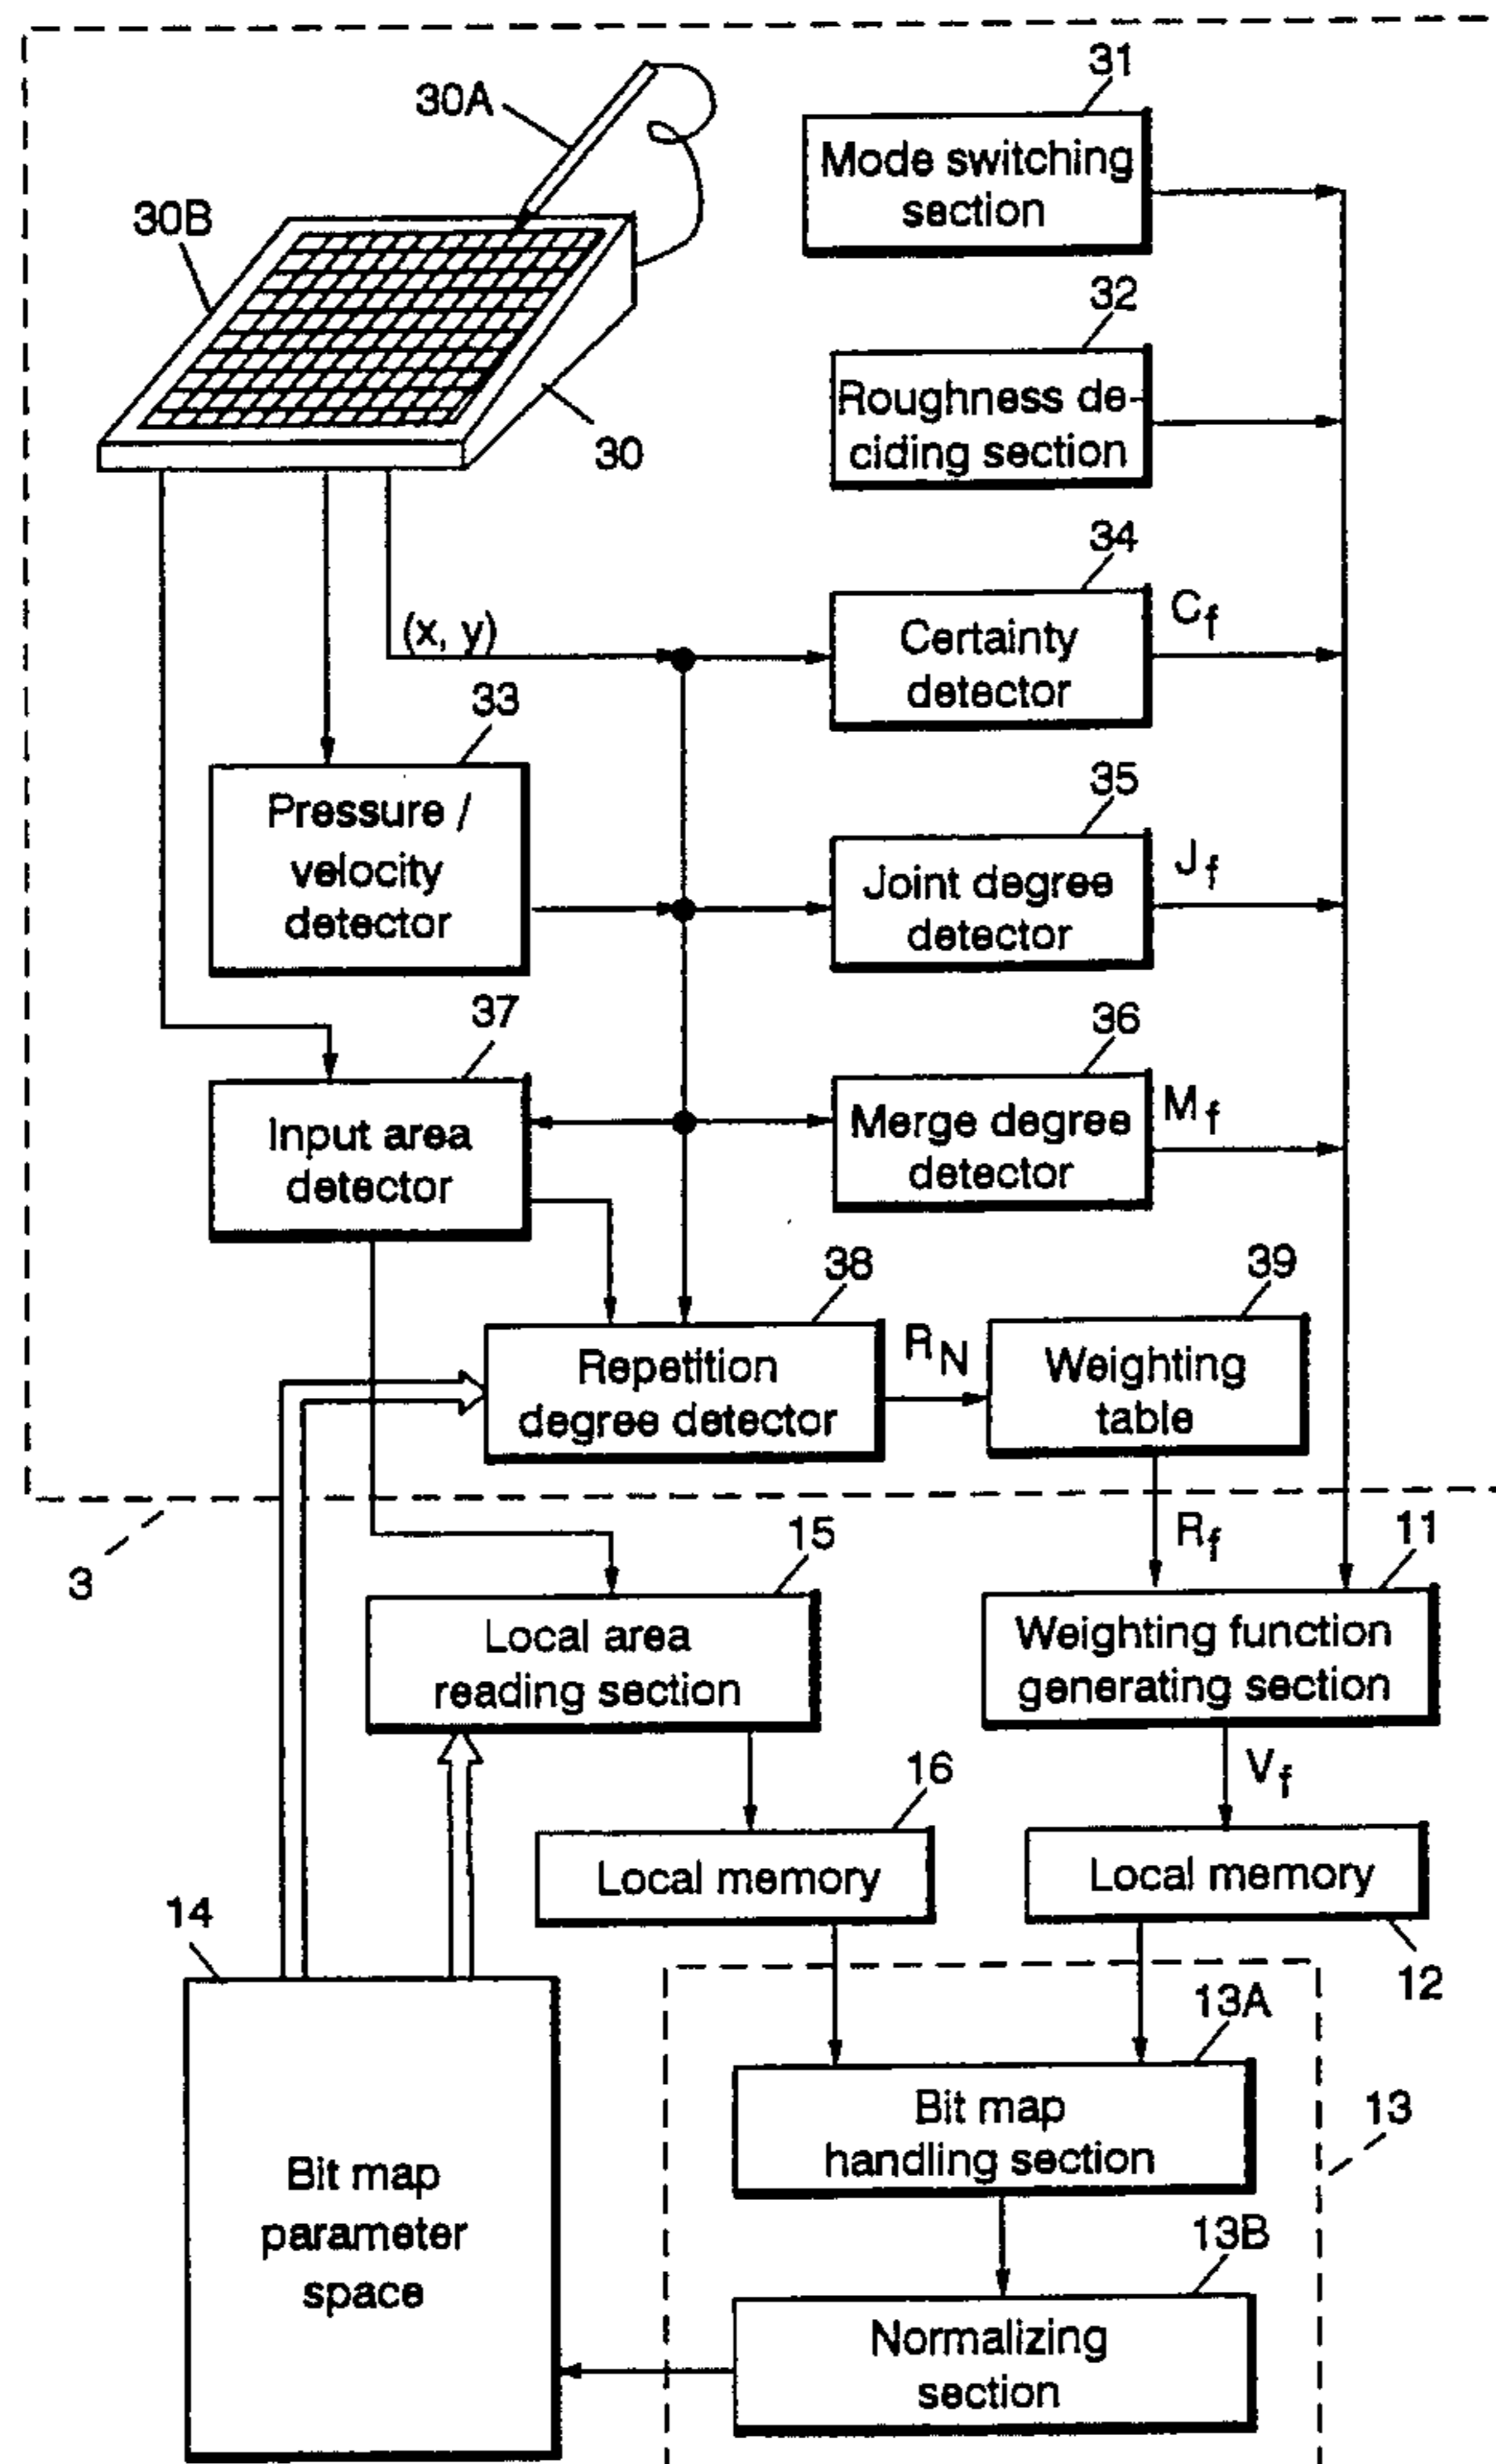 31
30A
Mode switching
section
30B
32
Roughness de-
ciding section
30
34
(x, y)
Certainty
detector
Cf
33
Pressure /
velocity
detector
35
Joint degree
detector
Jf
37
Input area
detector
36
Merge degree
detector
Mf
38
Repetition
degree detector
RN
39
Weighting
table
3
15
Rf
11
Local area
reading section
Weighting function
generating section
16
Vf
Local memory
Local memory
14
12
13A
Bit map
handling section
13
Bit map
parameter
space
13B
Normalizing
section